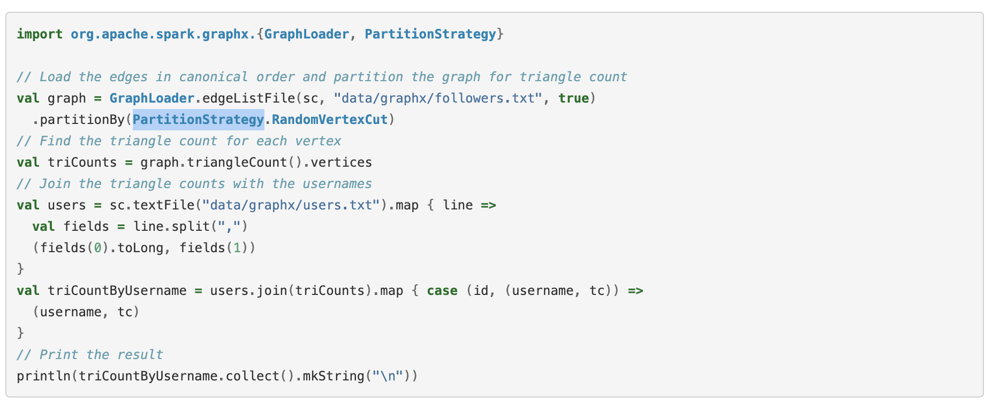 import org.apache.spark.graphx.{GraphLoader, PartitionStrategy}

// Load the edges in canonical order and partition the graph for triangle count
val graph = GraphLoader.edgeListFile(sc, "data/graphx/followers.txt", true)
  .partitionBy(PartitionStrategy.RandomVertexCut)
// Find the triangle count for each vertex
val triCounts = graph.triangleCount().vertices
// Join the triangle counts with the usernames
val users = sc.textFile("data/graphx/users.txt").map { line =>
  val fields = line.split(",")
  (fields(0).toLong, fields(1))
}
val triCountByUsername = users.join(triCounts).map { case (id, (username, tc)) =>
  (username, tc)
}
// Print the result
println(triCountByUsername.collect().mkString("\n"))